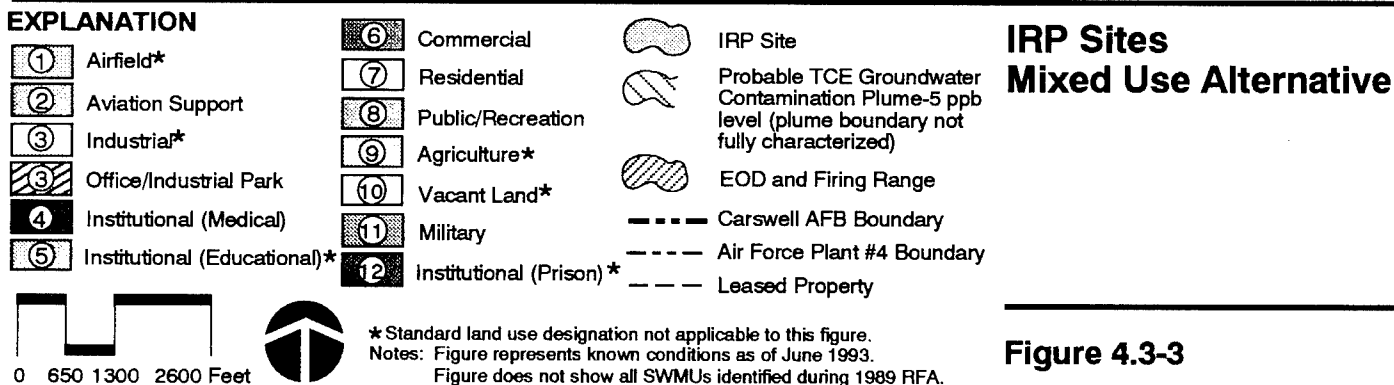 EXPLANATION
1 Airfield*
2 Aviation Support
3 Industrial*
3 Office/Industrial Park
4 Institutional (Medical)
5 Institutional (Educational)*
6 Commercial
7 Residential
8 Public/Recreation
9 Agriculture*
10 Vacant Land*
11 Military
12 Institutional (Prison)*
IRP Site
Probable TCE Groundwater
Contamination Plume-5 ppb
level (plume boundary not
fully characterized)
EOD and Firing Range
Carswell AFB Boundary
Air Force Plant #4 Boundary
Leased Property
0 650 1300 2600 Feet
* Standard land use designation not applicable to this figure.
Notes: Figure represents known conditions as of June 1993.
Figure does not show all SWMUs identified during 1989 RFA.
IRP Sites
Mixed Use Alternative
Figure 4.3-3